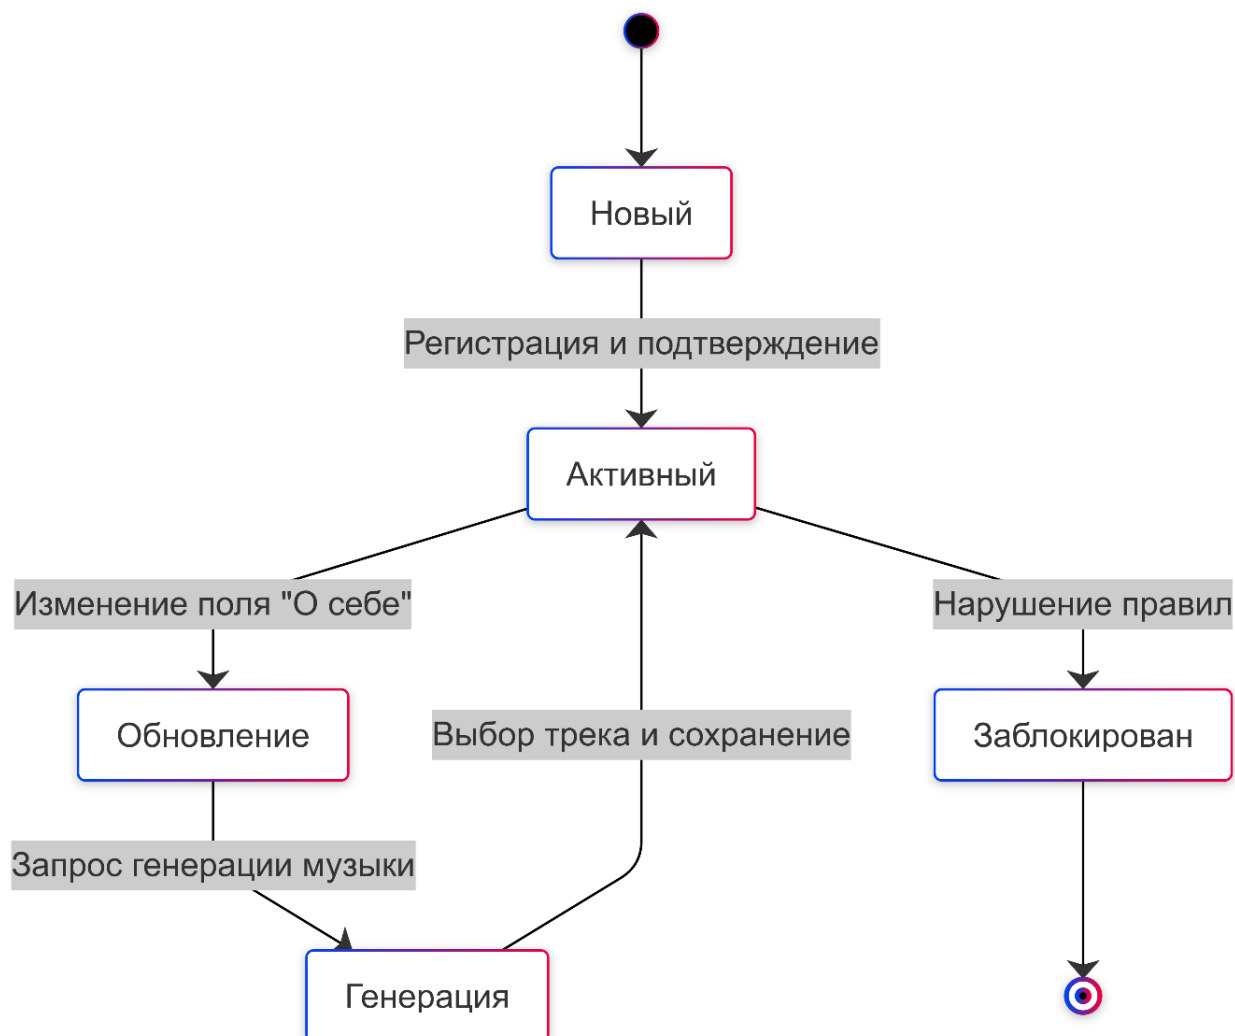 Новый
Регистрация и подтверждение
Активный
Изменение поля "О себе"
Нарушение правил
Обновление
Выбор трека и сохранение
Заблокирован
Запрос генерации музыки
Генерация